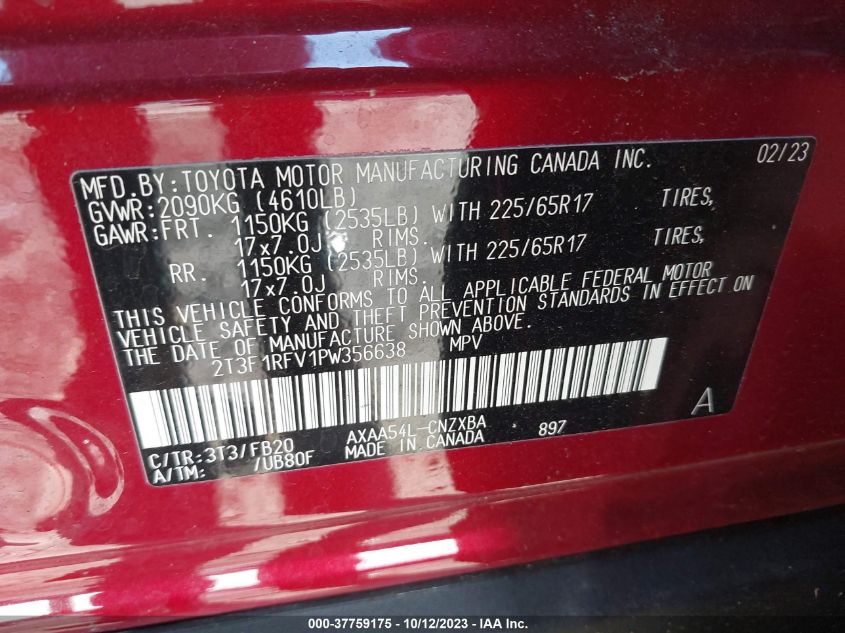 MFD.BY:TOYOTA MOTOR MANUFACTURING CANADA INC. 02/23
GVWR:2090KG (4610LB)
GAWR:FRT. 1150KG (2535LB) WITH 225/65R17 TIRES,
17x7.0J RIMS.
RR. 1150KG (2535LB) WITH 225/65R17 TIRES,
17x7.0J RIMS.
THIS VEHICLE CONFORMS TO ALL APPLICABLE FEDERAL MOTOR
VEHICLE SAFETY AND THEFT PREVENTION STANDARDS IN EFFECT ON
THE DATE OF MANUFACTURE SHOWN ABOVE.
2T3F1RFV1PW356638 MPV
A
C/TR:3T3/FB20 AXAA54L-CNZXBA 897
A/TM: /UB80F MADE IN CANADA
000-37759175 - 10/12/2023 - Copyright © IAA, Inc.